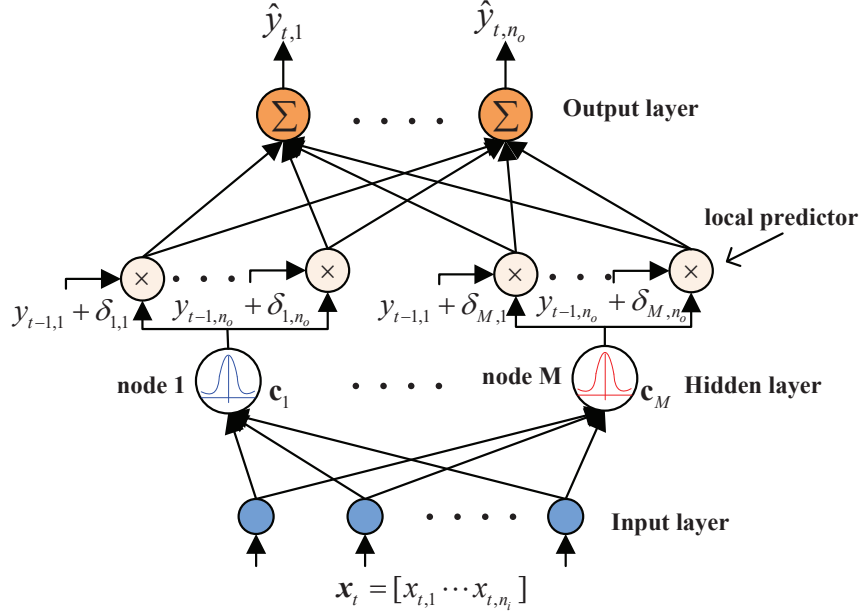 ŷ_{t,1} ŷ_{t,n_o}
Σ . . . . Σ Output layer
local predictor
× . . . . × × . . . . ×
y_{t−1,1} + δ_{1,1} y_{t−1,n_o} + δ_{1,n_o} y_{t−1,1} + δ_{M,1} y_{t−1,n_o} + δ_{M,n_o}
node 1 c_1 . . . . node M c_M Hidden layer
. . . . Input layer
x_t = [x_{t,1} ⋯ x_{t,n_i}]